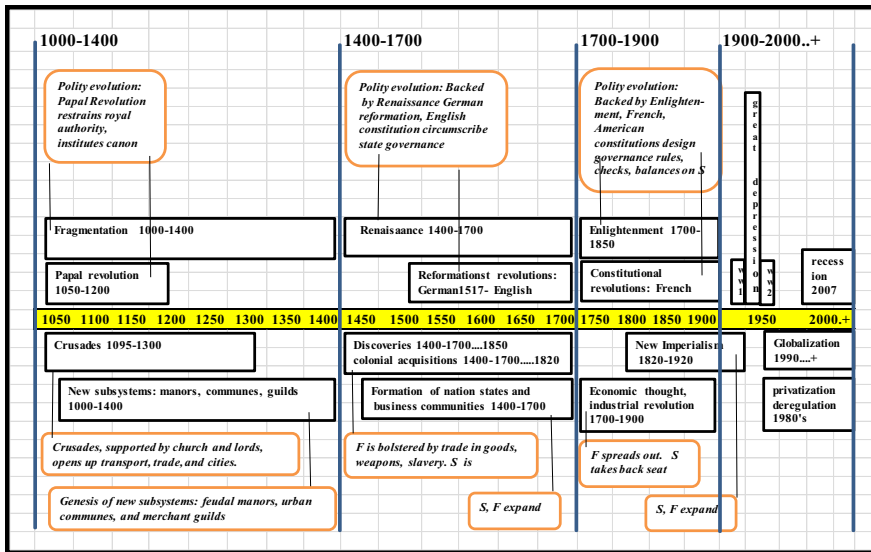 1000-1400
1400-1700
1700-1900
1900-2000..+
Polity evolution:
Papal Revolution
restrains royal
authority,
institutes canon
Polity evolution: Backed
by Renaissance German
reformation, English
constitution circumscribe
state governance
Polity evolution:
Backed by Enlighten-
ment, French,
American
constitutions design
governance rules,
checks, balances on S
great depression
Fragmentation 1000-1400
Renaisaance 1400-1700
Enlightenment 1700-
1850
Papal revolution
1050-1200
Reformationst revolutions:
German1517- English
Constitutional
revolutions: French
ww1
ww2
recess
ion
2007
1050 1100 1150 1200 1250 1300 1350 1400 1450 1500 1550 1600 1650 1700 1750 1800 1850 1900 1950 2000.+
Crusades 1095-1300
Discoveries 1400-1700....1850
colonial acquisitions 1400-1700.....1820
New Imperialism
1820-1920
Globalization
1990....+
New subsystems: manors, communes, guilds
1000-1400
Formation of nation states and
business communities 1400-1700
Economic thought,
industrial revolution
1700-1900
privatization
deregulation
1980's
Crusades, supported by church and lords,
opens up transport, trade, and cities.
F is bolstered by trade in goods,
weapons, slavery. S is
F spreads out. S
takes back seat
Genesis of new subsystems: feudal manors, urban
communes, and merchant guilds
S, F expand
S, F expand